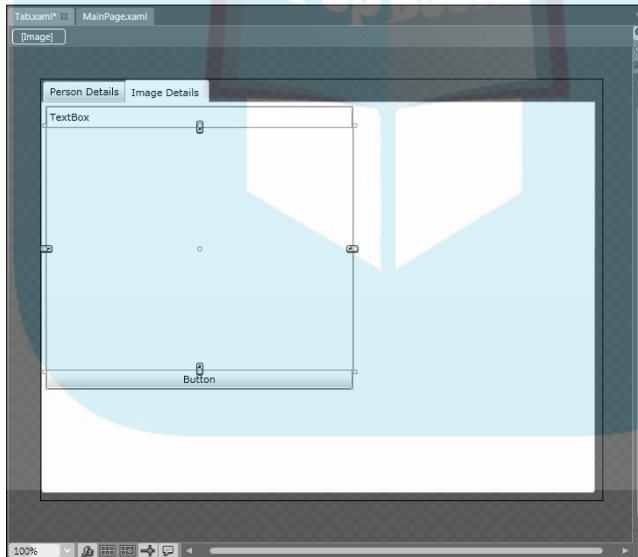 Tab.xaml* MainPage.xaml
[Image]
Person Details Image Details
TextBox
Button
100%